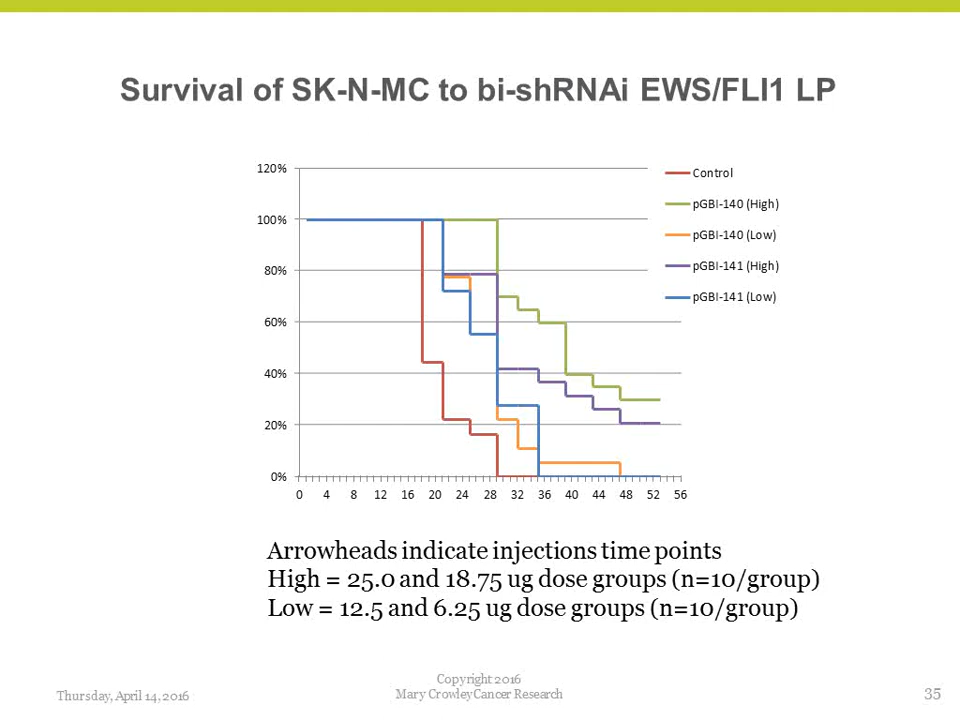 Survival of SK-N-MC to bi-shRNAi EWS/FLI1 LP
120%
100%
80%
60%
40%
20%
0%
0 4 8 12 16 20 24 28 32 36 40 44 48 52 56
Control
pGBI-140 (High)
pGBI-140 (Low)
pGBI-141 (High)
pGBI-141 (Low)
Arrowheads indicate injections time points
High = 25.0 and 18.75 ug dose groups (n=10/group)
Low = 12.5 and 6.25 ug dose groups (n=10/group)
Thursday, April 14, 2016
Copyright 2016
Mary CrowleyCancer Research
35